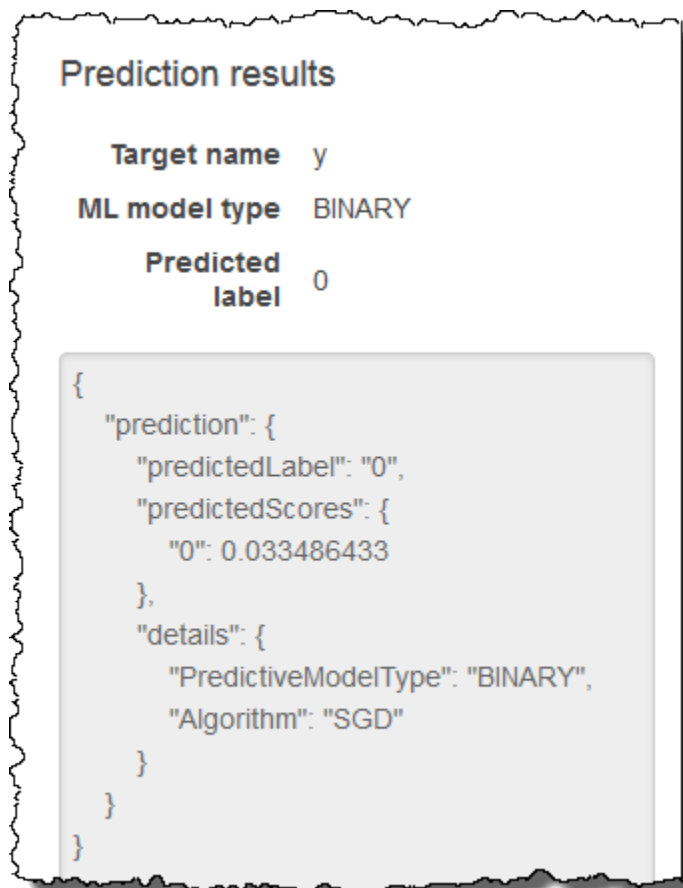 Prediction results
Target name y
ML model type BINARY
Predicted
label 0
{
"prediction": {
"predictedLabel": "0",
"predictedScores": {
"0": 0.033486433
},
"details": {
"PredictiveModelType": "BINARY",
"Algorithm": "SGD"
}
}
}